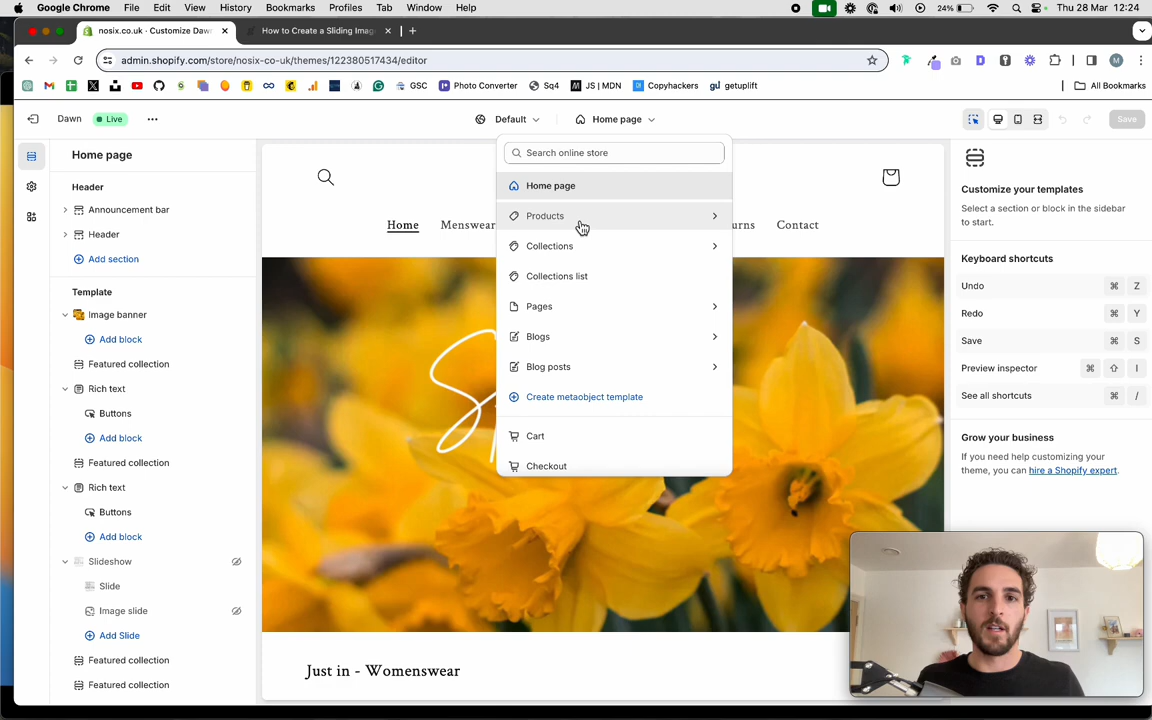 Google Chrome File Edit View History Bookmarks Profiles Tab Window Help 24% Thu 28 Mar 12:24
nosix.co.uk · Customize Dawn How to Create a Sliding Imag
admin.shopify.com/store/nosix-co-uk/themes/122380517434/editor
GSC Photo Converter Sq4 JS | MDN Copyhackers getuplift All Bookmarks
Dawn Live Default Home page Save
Home page
Header
Announcement bar
Header
Add section
Template
Image banner
Add block
Featured collection
Rich text
Buttons
Add block
Featured collection
Rich text
Buttons
Add block
Slideshow
Slide
Image slide
Add Slide
Featured collection
Featured collection
Home Menswear urns Contact
Search online store
Home page
Products
Collections
Collections list
Pages
Blogs
Blog posts
Create metaobject template
Cart
Checkout
Just in - Womenswear
Customize your templates
Select a section or block in the sidebar
to start.
Keyboard shortcuts
Undo ⌘ Z
Redo ⌘ Y
Save ⌘ S
Preview inspector ⌘ ⇧ I
See all shortcuts ⌘ /
Grow your business
If you need help customizing your
theme, you can hire a Shopify expert.